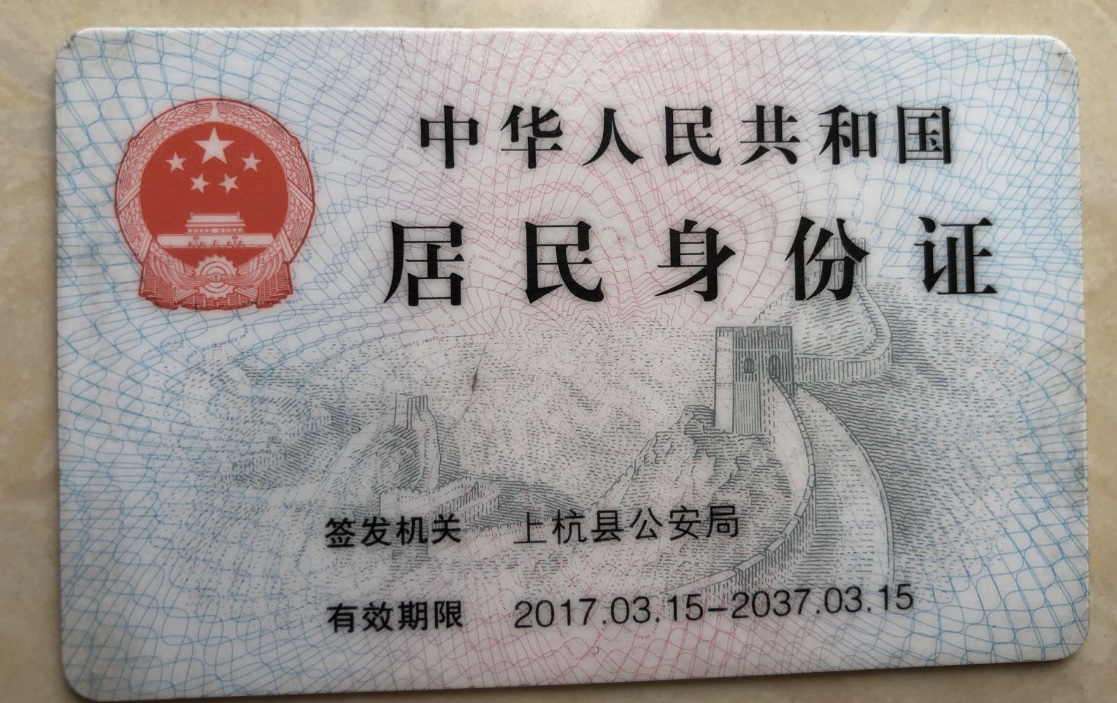 中华人民共和国
居民身份证
签发机关 上杭县公安局
有效期限 2017.03.15-2037.03.15